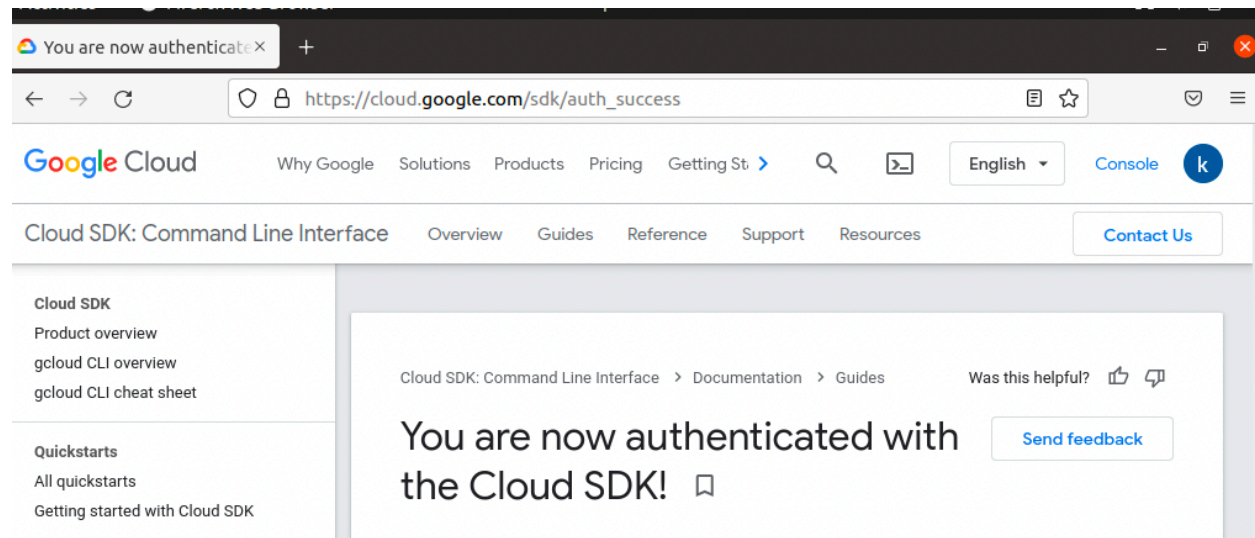 You are now authenticate
https://cloud.google.com/sdk/auth_success
Google Cloud Why Google Solutions Products Pricing Getting St English Console k
Cloud SDK: Command Line Interface Overview Guides Reference Support Resources Contact Us
Cloud SDK
Product overview
gcloud CLI overview
gcloud CLI cheat sheet
Quickstarts
All quickstarts
Getting started with Cloud SDK
Cloud SDK: Command Line Interface > Documentation > Guides Was this helpful?
You are now authenticated with
the Cloud SDK!
Send feedback